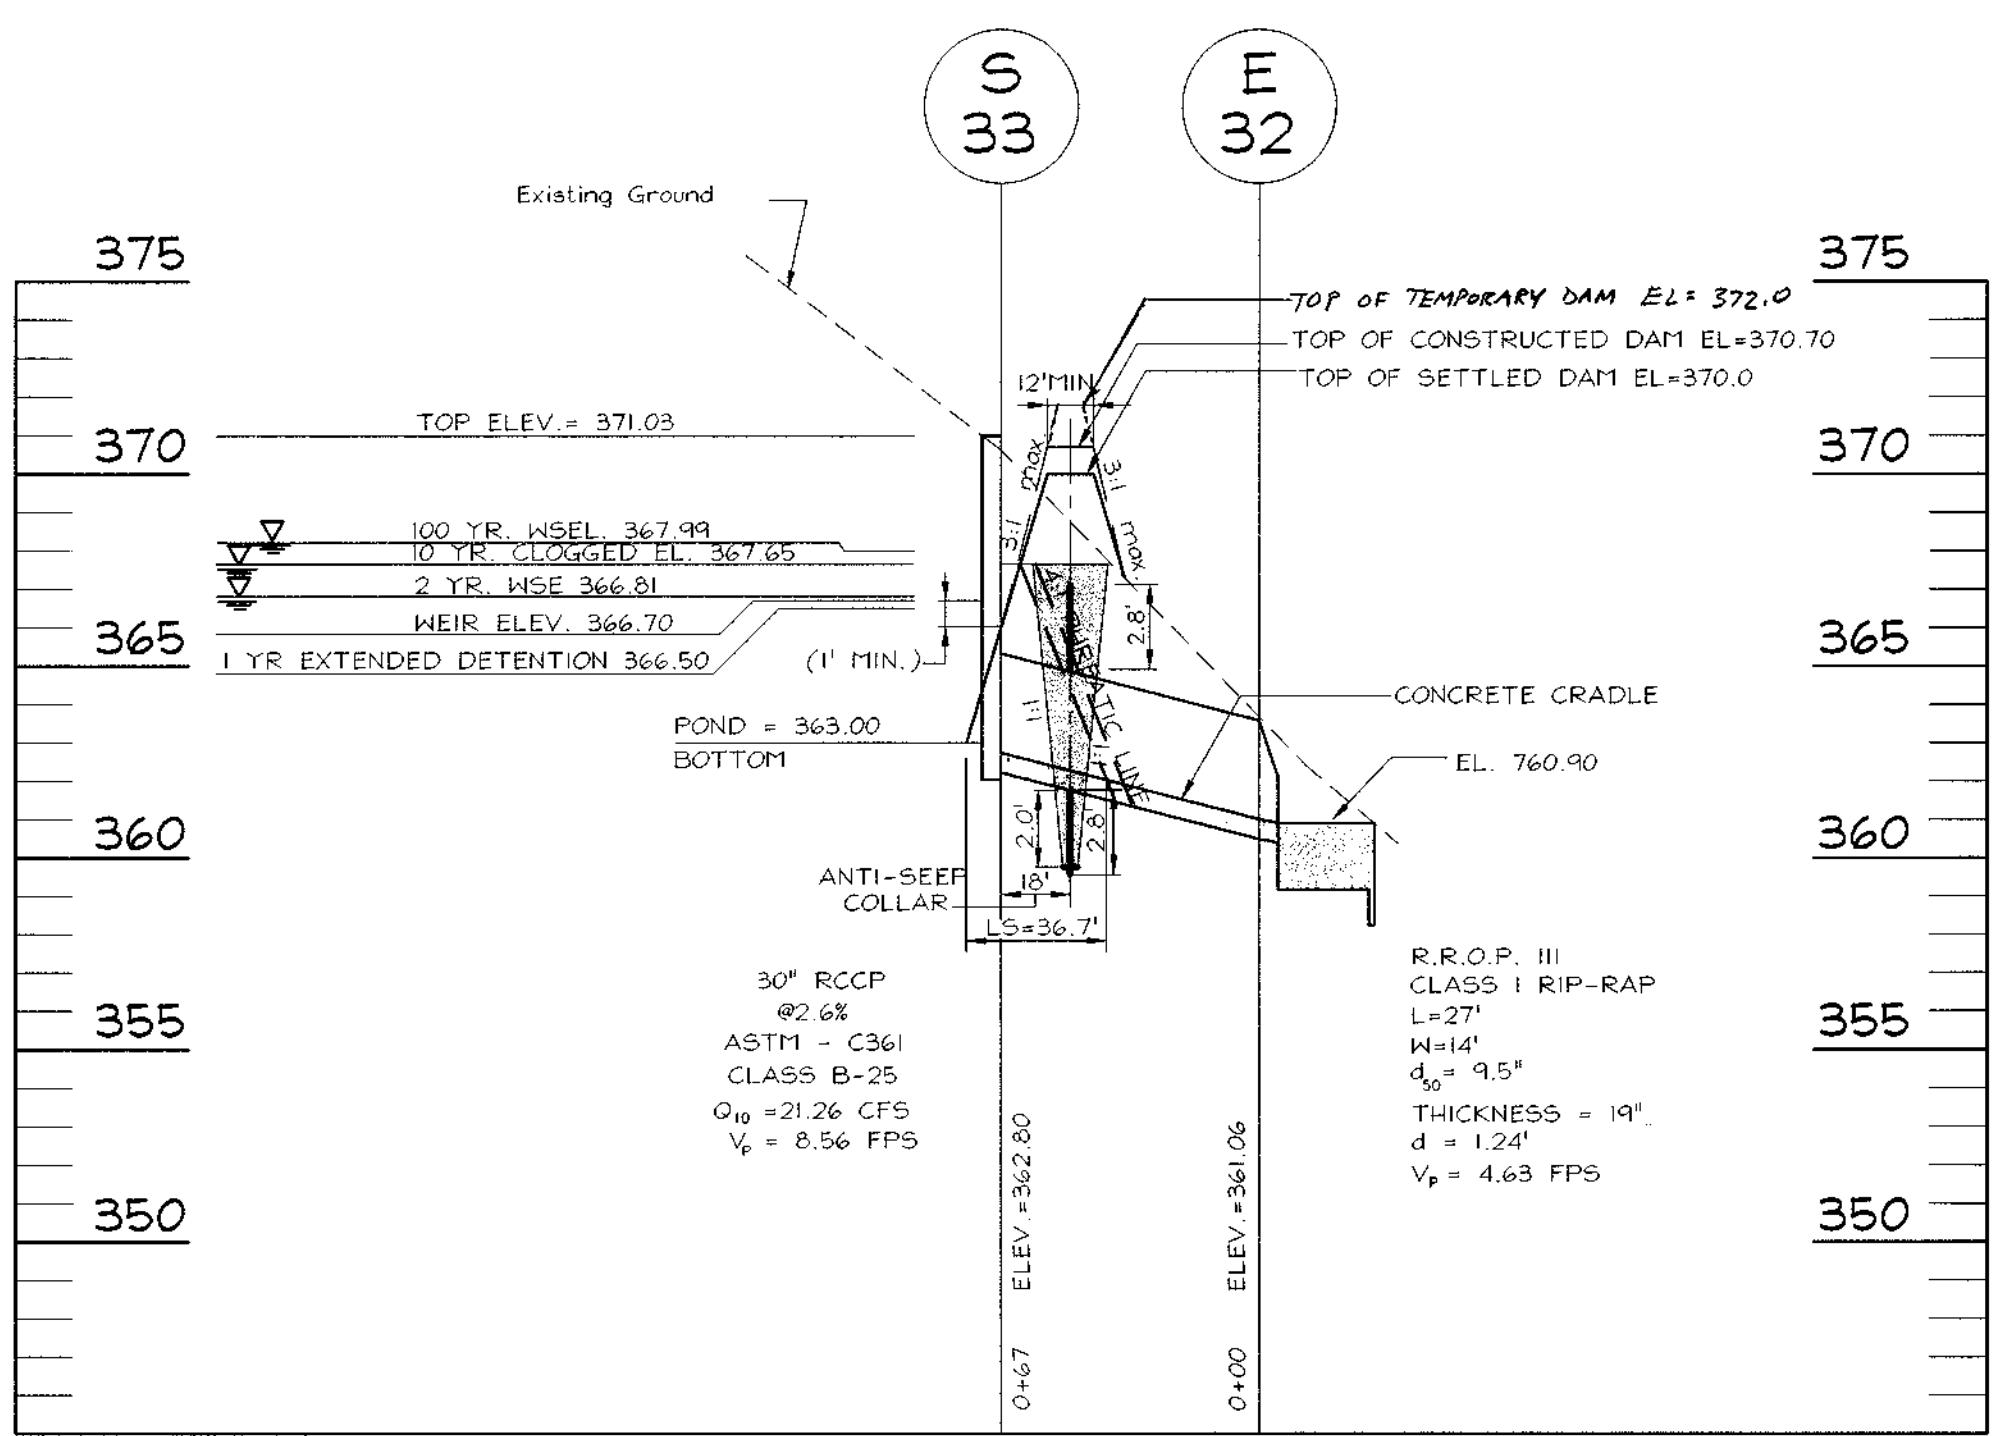 S
33
E
32
Existing Ground
375
375
TOP OF TEMPORARY DAM EL= 372.0
TOP OF CONSTRUCTED DAM EL=370.70
TOP OF SETTLED DAM EL=370.0
12'MIN
TOP ELEV.= 371.03
370
370
3:1 max.
3:1 max.
100 YR. WSEL. 367.99
10 YR. CLOGGED EL. 367.65
2 YR. WSE 366.81
WEIR ELEV. 366.70
1 YR EXTENDED DETENTION 366.50
(1' MIN.)
365
365
2.8'
4:1 PHREATIC LINE
1:1
1:1
CONCRETE CRADLE
POND = 363.00
BOTTOM
EL. 760.90
360
360
2.0'
2.8'
ANTI-SEEP
COLLAR
18'
LS=36.7'
30" RCCP
@2.6%
ASTM - C361
CLASS B-25
Q10 =21.26 CFS
Vp = 8.56 FPS
R.R.O.P. III
CLASS I RIP-RAP
L=27'
W=14'
d50= 9.5"
THICKNESS = 19"
d = 1.24'
Vp = 4.63 FPS
355
355
350
350
0+67 ELEV.=362.80
0+00 ELEV.=361.06